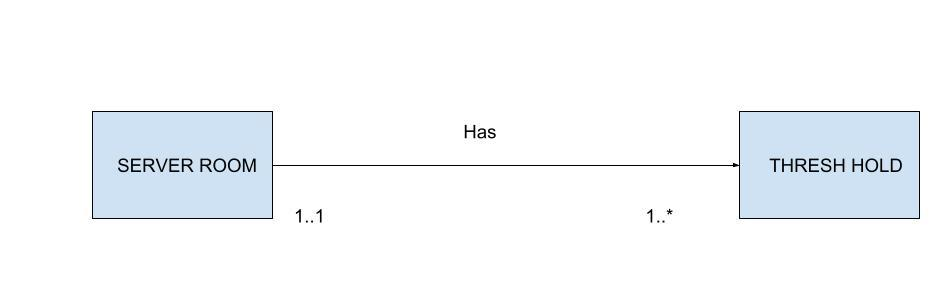 Has
SERVER ROOM
THRESH HOLD
1..1
1..*